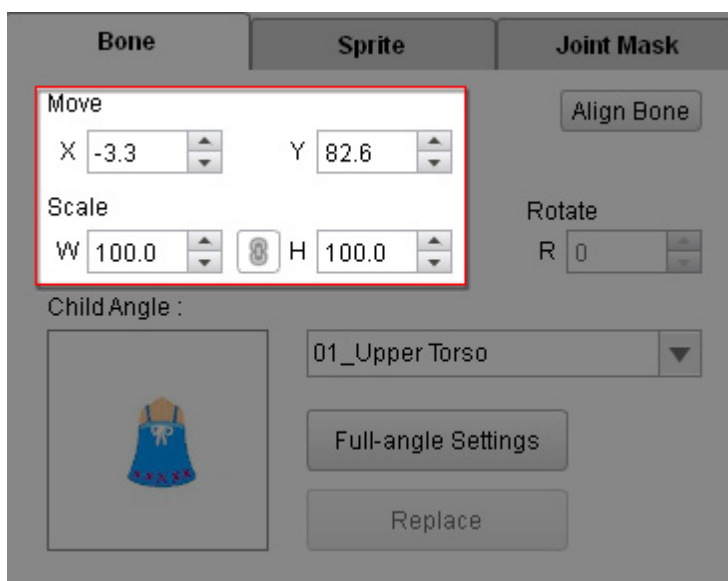 Bone Sprite Joint Mask
Move Align Bone
X -3.3 Y 82.6
Scale Rotate
W 100.0 H 100.0 R 0
Child Angle :
01_Upper Torso
Full-angle Settings
Replace